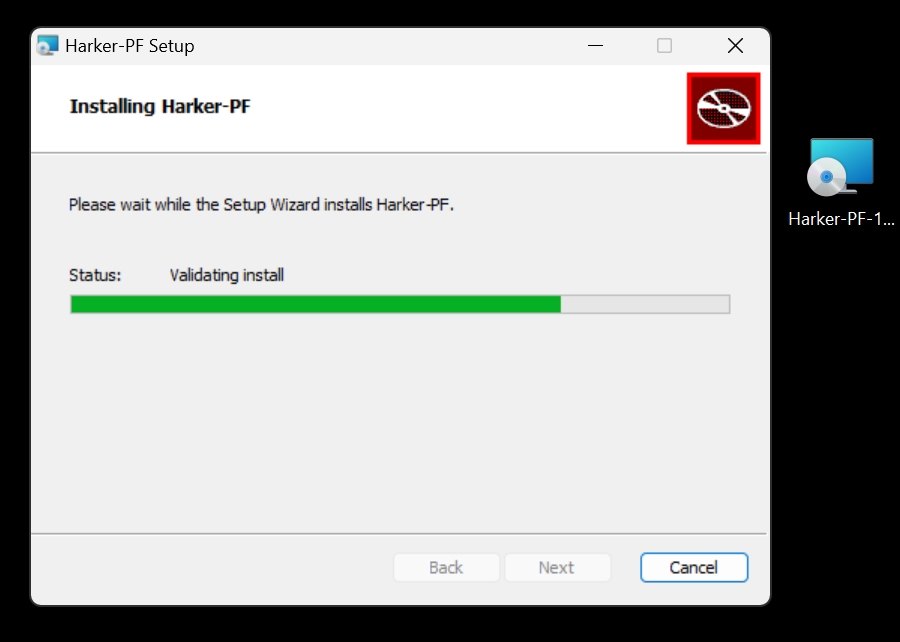 Harker-PF Setup
Installing Harker-PF
Please wait while the Setup Wizard installs Harker-PF.
Status: Validating install
Back Next Cancel
Harker-PF-1...